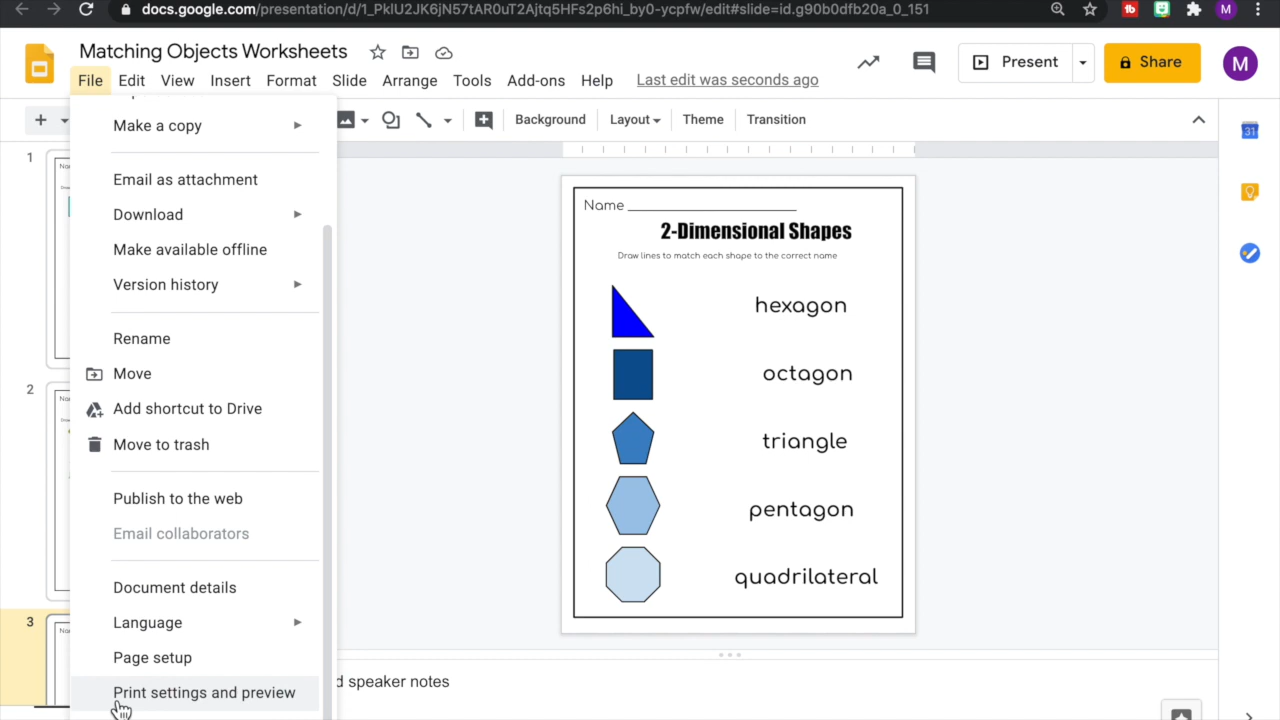 docs.google.com/presentation/d/1_PklU2JK6jN57tAR0uT2Ajtq5HFs2p6hi_by0-ycpfw/edit#slide=id.g90b0dfb20a_0_151
M
Matching Objects Worksheets
File Edit View Insert Format Slide Arrange Tools Add-ons Help Last edit was seconds ago
Present
Share
M
Background Layout Theme Transition
Make a copy
Email as attachment
Download
Make available offline
Version history
Rename
Move
Add shortcut to Drive
Move to trash
Publish to the web
Email collaborators
Document details
Language
Page setup
Print settings and preview
1
2
3
Name
2-Dimensional Shapes
Draw lines to match each shape to the correct name
hexagon
octagon
triangle
pentagon
quadrilateral
d speaker notes
31